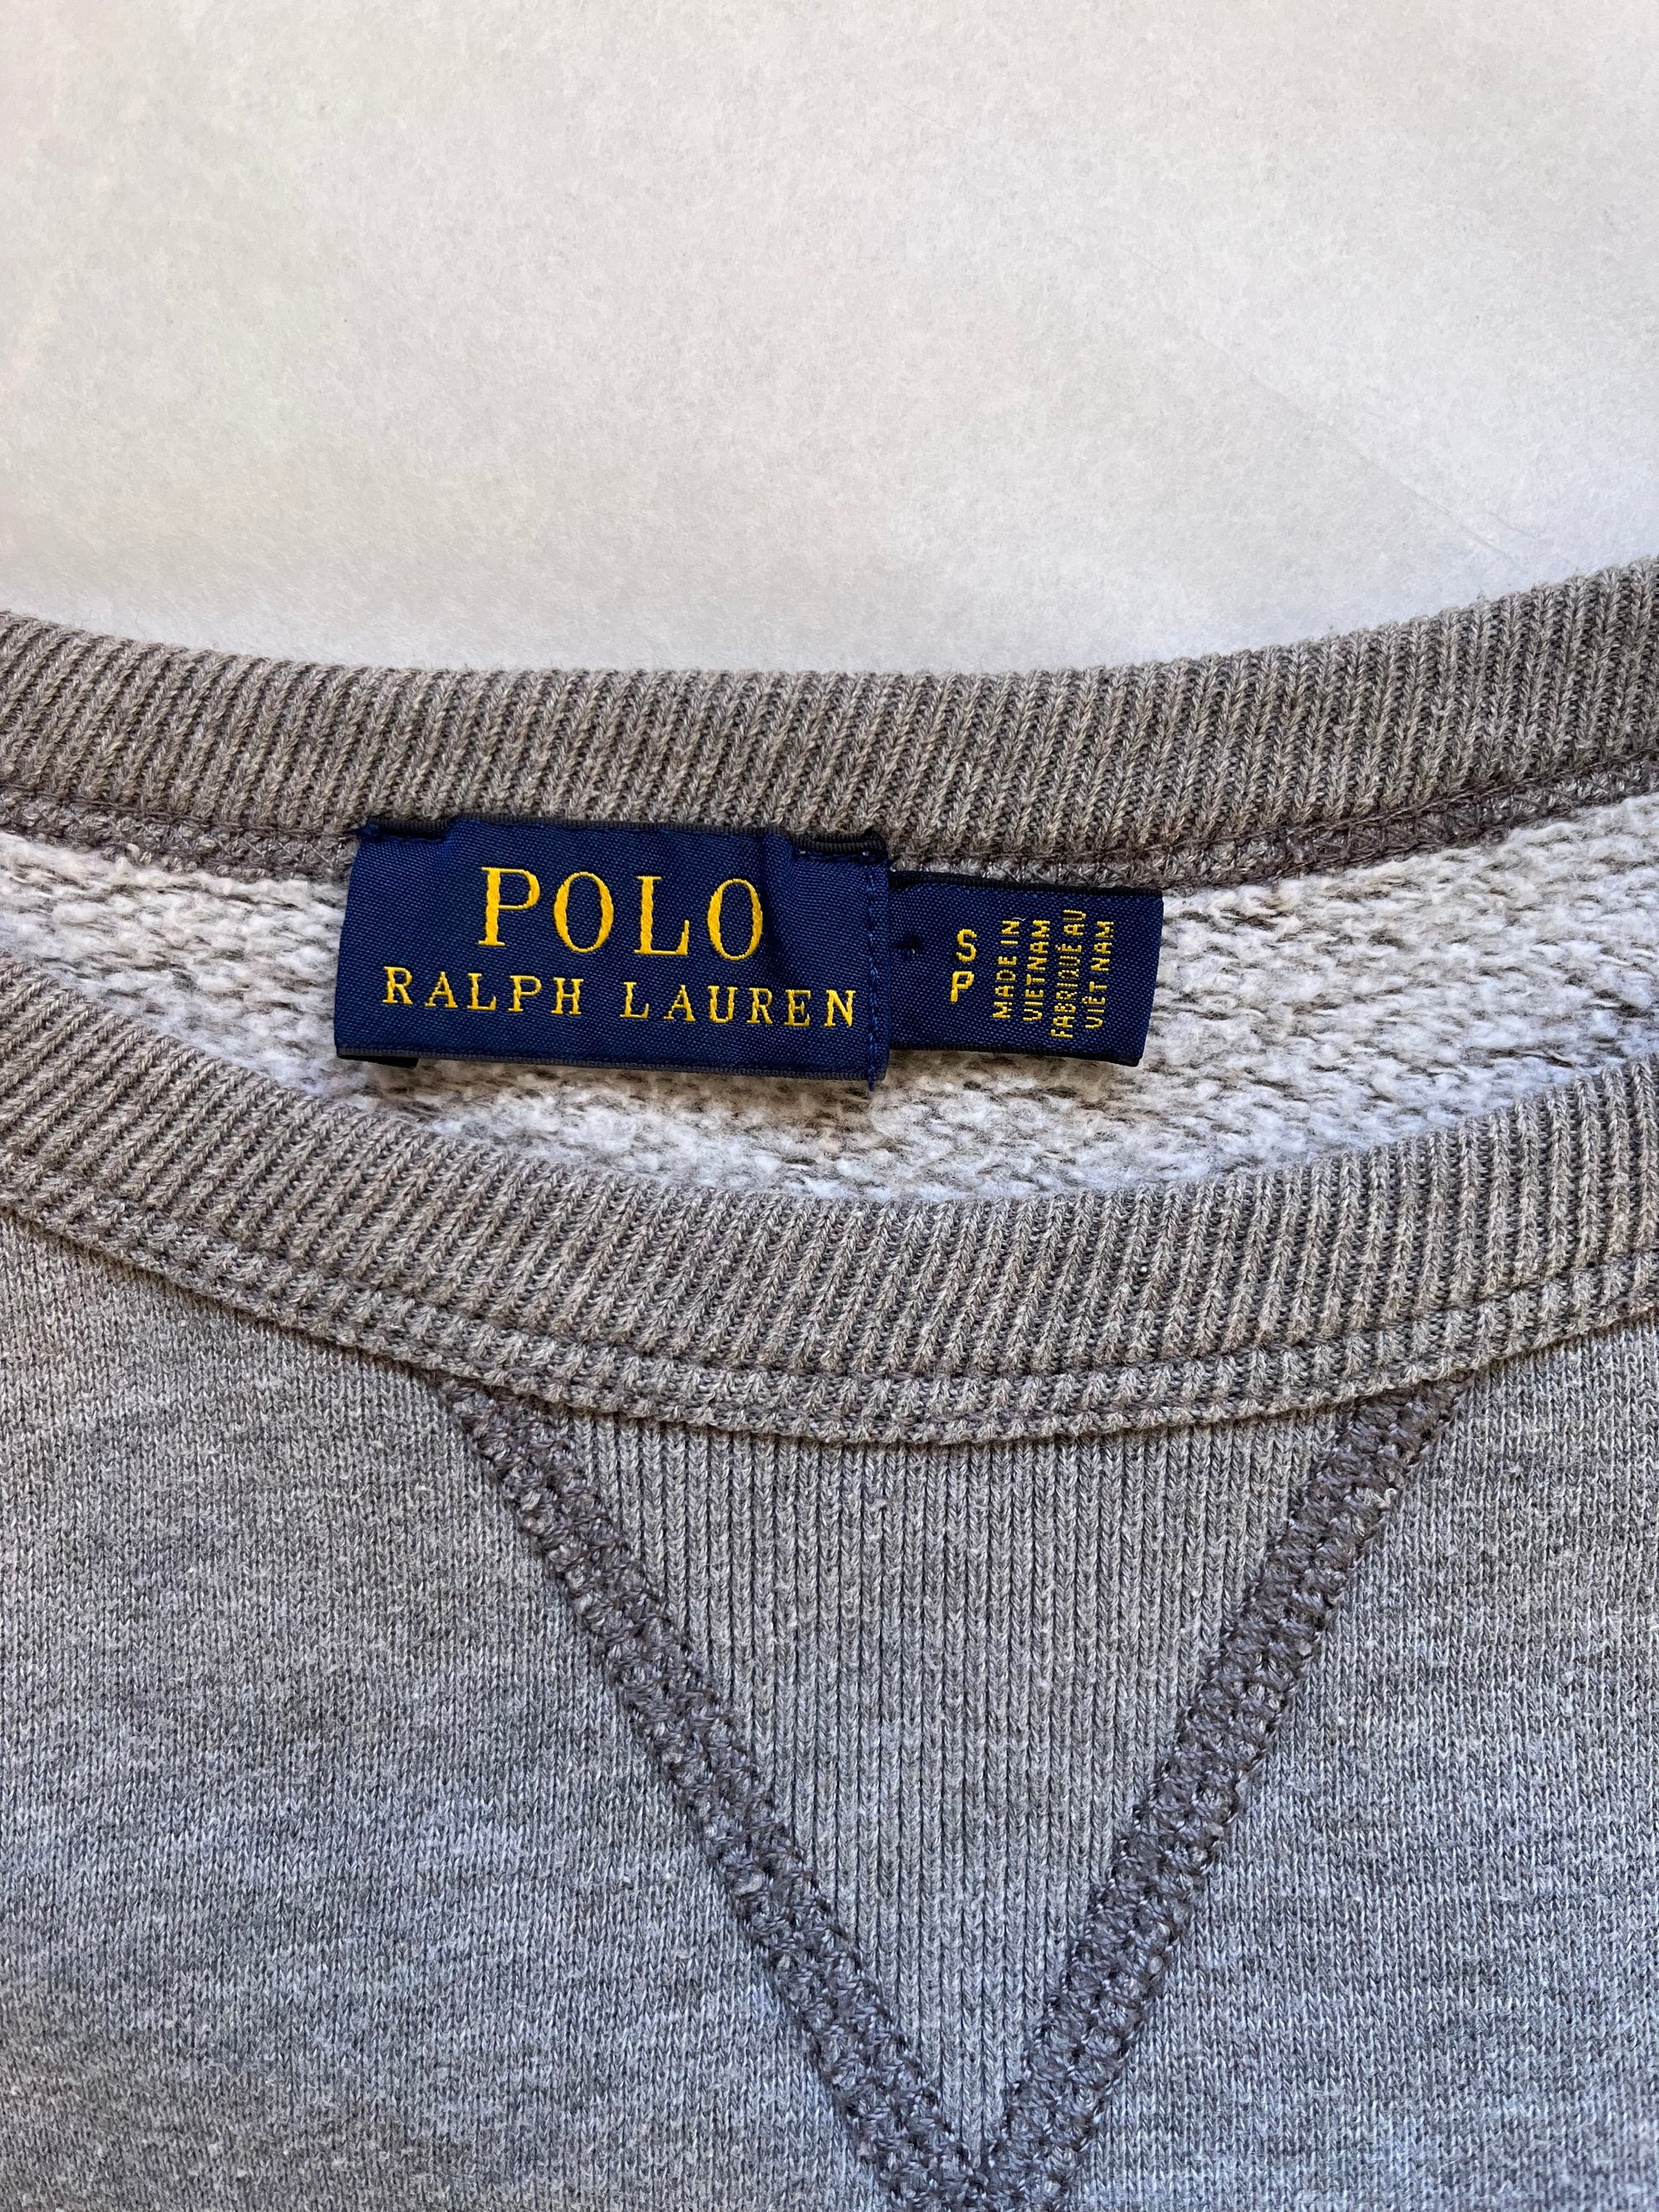 POLO
RALPH LAUREN
S
P
MADE IN
VIETNAM
FABRIQUÉ AU
VIÊT NAM